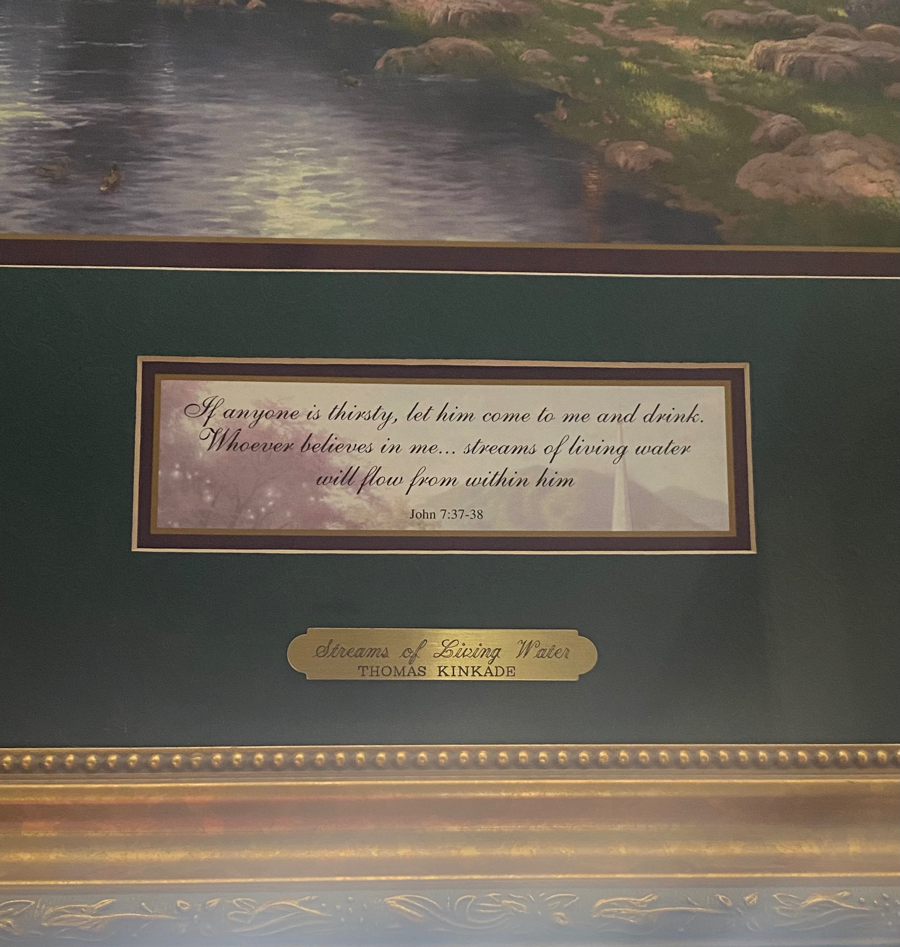 If anyone is thirsty, let him come to me and drink.
Whoever believes in me... streams of living water
will flow from within him
John 7:37-38
Streams of Living Water
THOMAS KINKADE